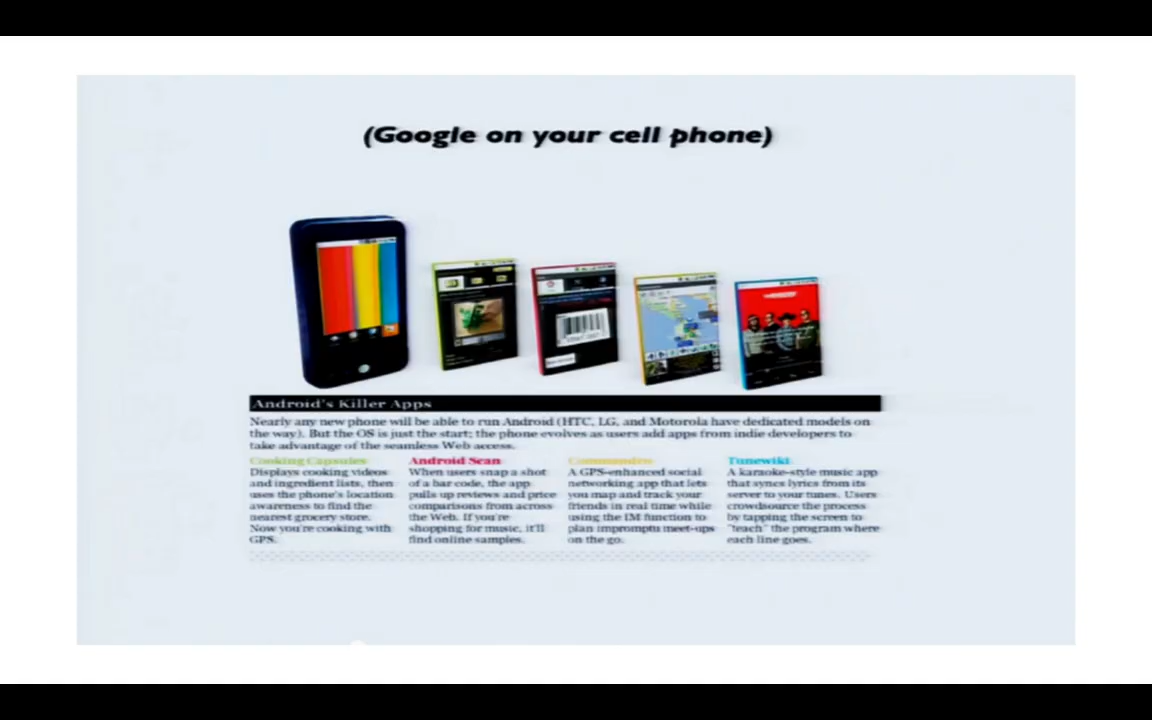 (Google on your cell phone)
Android's Killer Apps
Nearly any new phone will be able to run Android (HTC, LG, and Motorola have dedicated models on
the way). But the OS is just the start; the phone evolves as users add apps from indie developers to
take advantage of the seamless Web access.
Cooking Capsules
Displays cooking videos
and ingredient lists, then
uses the phone's location
awareness to find the
nearest grocery store.
Now you're cooking with
GPS.
Android Scan
When users snap a shot
of a bar code, the app
pulls up reviews and price
comparisons from across
the Web. If you're
shopping for music, it'll
find online samples.
A GPS-enhanced social
networking app that lets
you map and track your
friends in real time while
using the IM function to
plan impromptu meet-ups
on the go.
Tunewiki
A karaoke-style music app
that syncs lyrics from its
server to your tunes. Users
crowdsource the process
by tapping the screen to
"teach" the program where
each line goes.